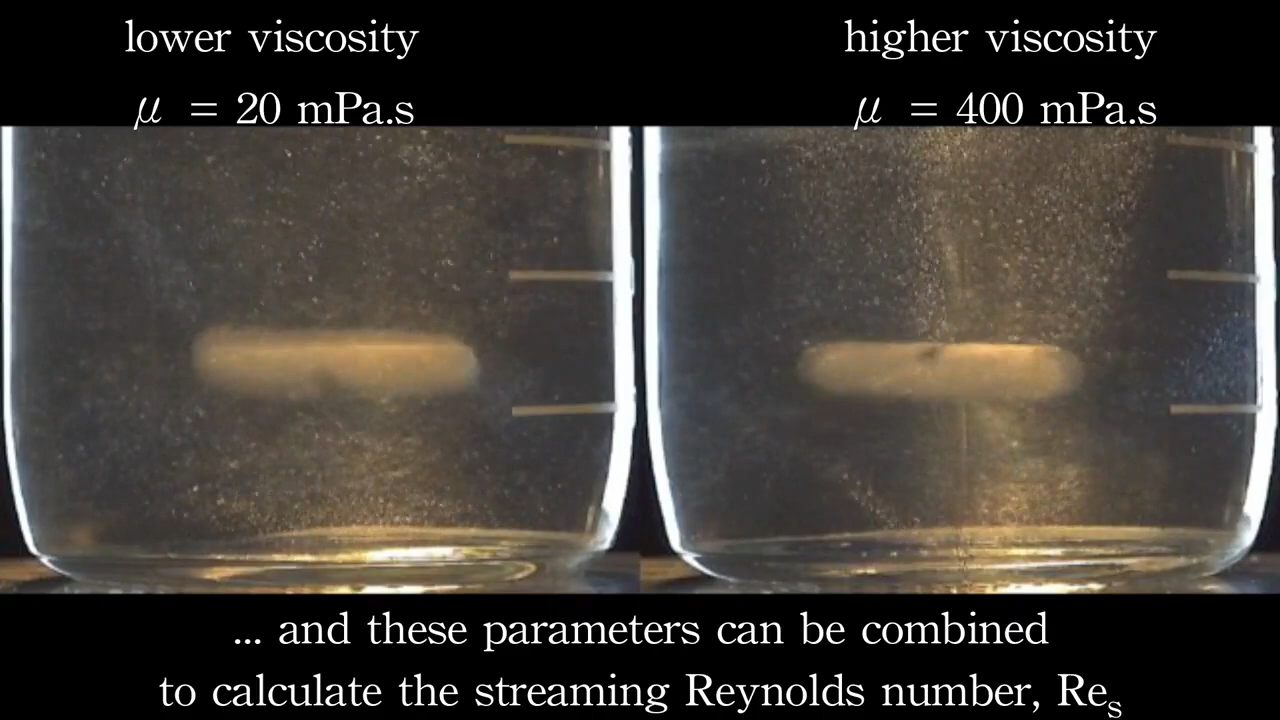 lower viscosity
μ = 20 mPa.s
higher viscosity
μ = 400 mPa.s
... and these parameters can be combined
to calculate the streaming Reynolds number, Reₛ